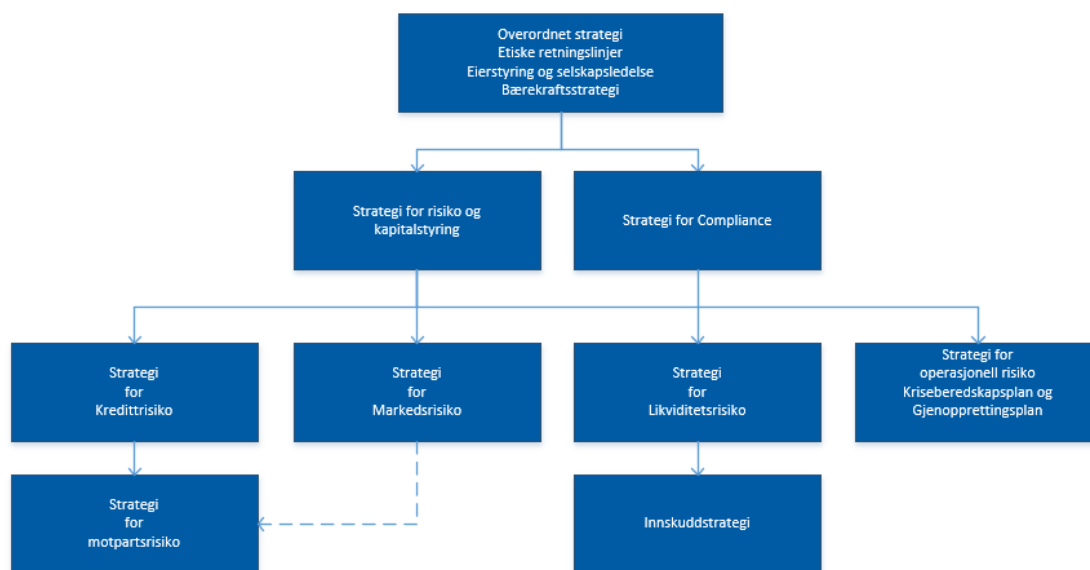 Overordnet strategi
Etiske retningslinjer
Eierstyring og selskapsledelse
Bærekraftsstrategi
Strategi for risiko og
kapitalstyring
Strategi for Compliance
Strategi
for
Kredittrisiko
Strategi
for
Markedsrisiko
Strategi
for
Likviditetsrisiko
Strategi for
operasjonell risiko
Kriseberedskapsplan og
Gjenopprettingsplan
Strategi
for
motpartsrisiko
Innskuddstrategi